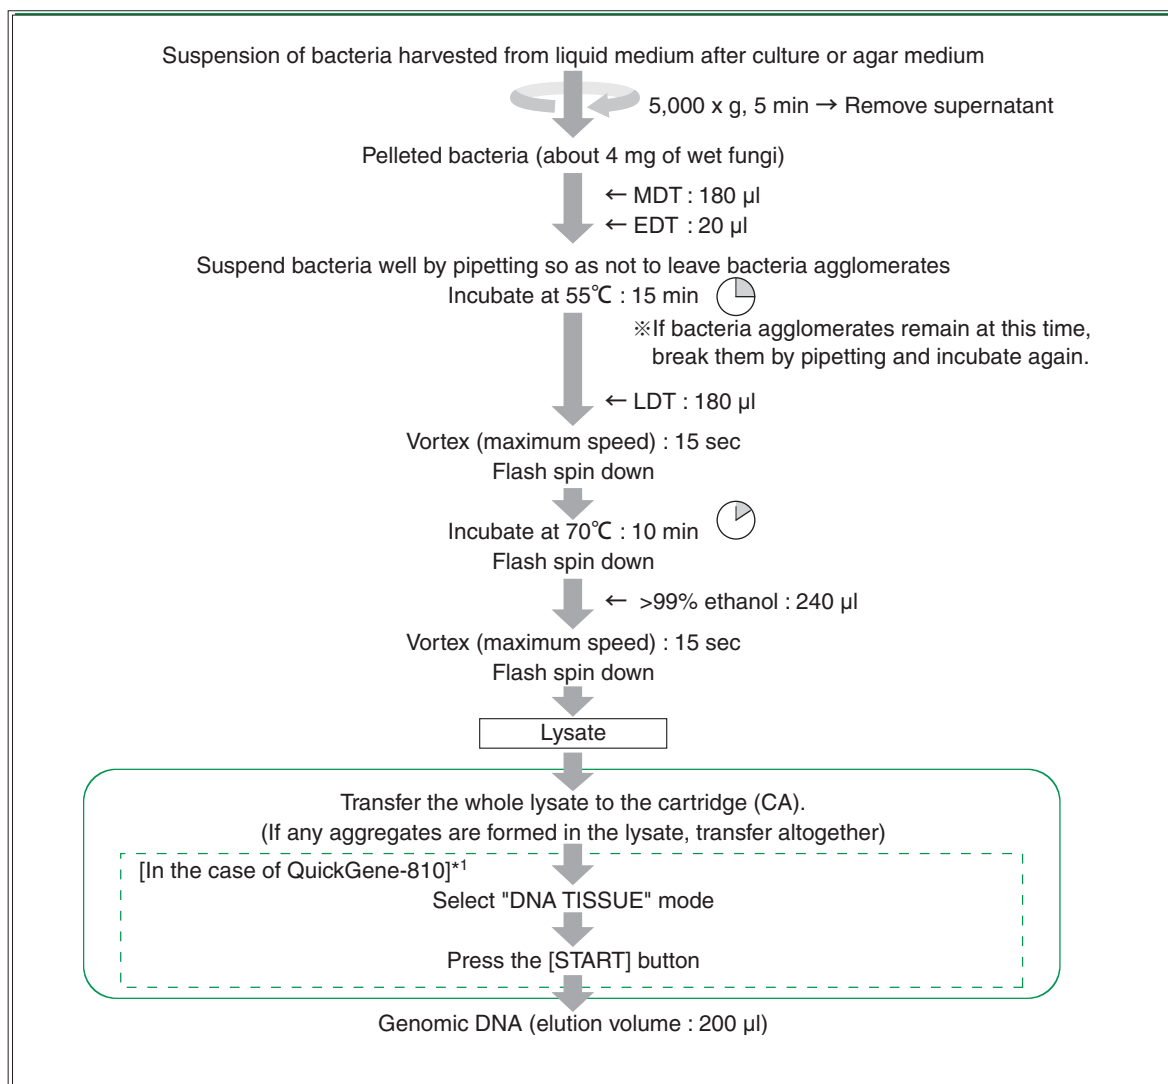 Suspension of bacteria harvested from liquid medium after culture or agar medium
5,000 x g, 5 min → Remove supernatant
Pelleted bacteria (about 4 mg of wet fungi)
← MDT : 180 µl
← EDT : 20 µl
Suspend bacteria well by pipetting so as not to leave bacteria agglomerates
Incubate at 55℃ : 15 min
※If bacteria agglomerates remain at this time,
break them by pipetting and incubate again.
← LDT : 180 µl
Vortex (maximum speed) : 15 sec
Flash spin down
Incubate at 70℃ : 10 min
Flash spin down
← >99% ethanol : 240 µl
Vortex (maximum speed) : 15 sec
Flash spin down
Lysate
Transfer the whole lysate to the cartridge (CA).
(If any aggregates are formed in the lysate, transfer altogether)
[In the case of QuickGene-810]*¹
Select "DNA TISSUE" mode
Press the [START] button
Genomic DNA (elution volume : 200 µl)